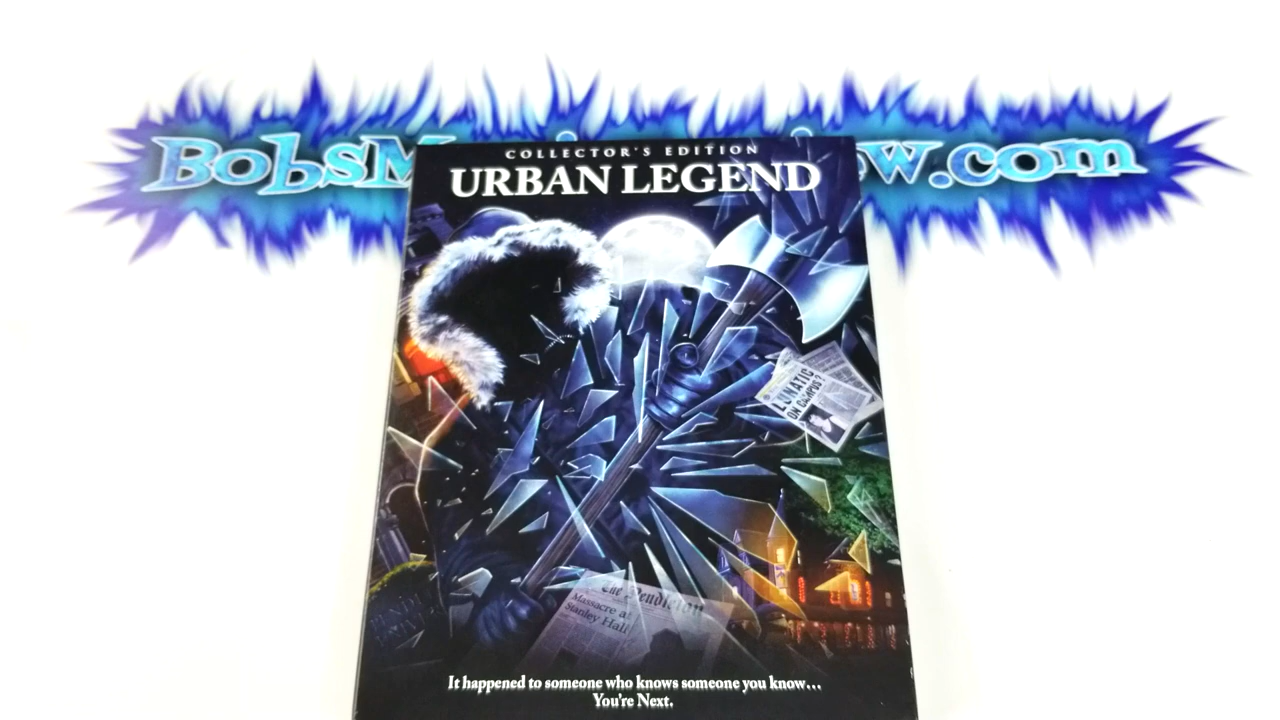 BobsM
w.com
COLLECTOR'S EDITION
URBAN LEGEND
LUNATIC
ON CAMPUS?
The Pendleton
Massacre at
Stanley Hall
It happened to someone who knows someone you know...
You're Next.